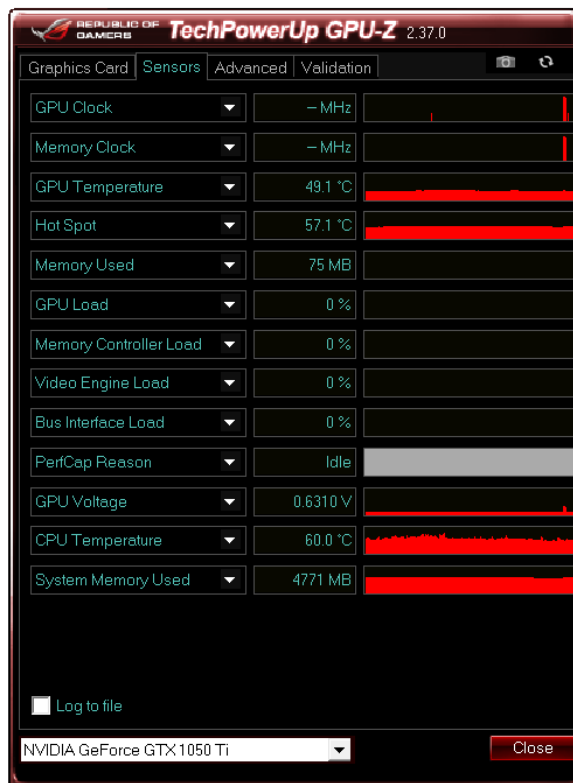 REPUBLIC OF GAMERS TechPowerUp GPU-Z 2.37.0
Graphics Card Sensors Advanced Validation
GPU Clock – MHz
Memory Clock – MHz
GPU Temperature 49.1 °C
Hot Spot 57.1 °C
Memory Used 75 MB
GPU Load 0 %
Memory Controller Load 0 %
Video Engine Load 0 %
Bus Interface Load 0 %
PerfCap Reason Idle
GPU Voltage 0.6310 V
CPU Temperature 60.0 °C
System Memory Used 4771 MB
Log to file
NVIDIA GeForce GTX 1050 Ti Close